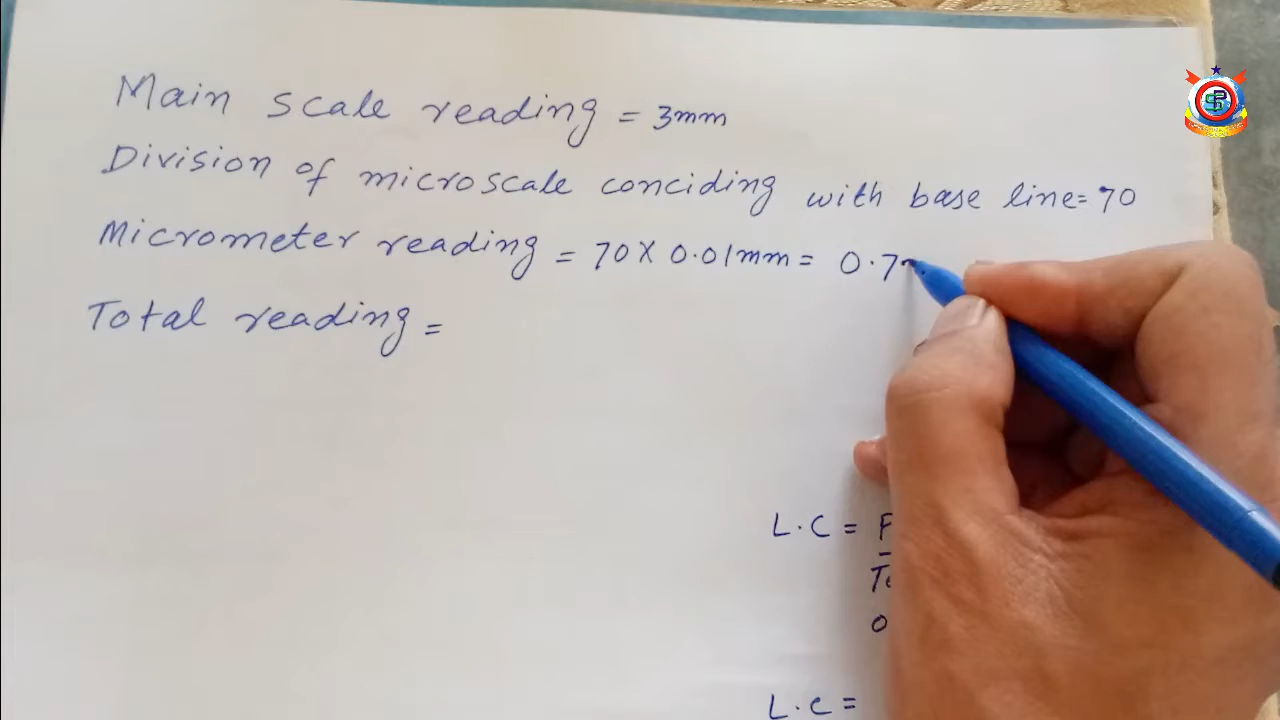 Main scale reading = 3mm
Division of microscale conciding with base line= 70
Micrometer reading = 70 X 0.01mm = 0.7
Total reading =
L.C =
L.C =